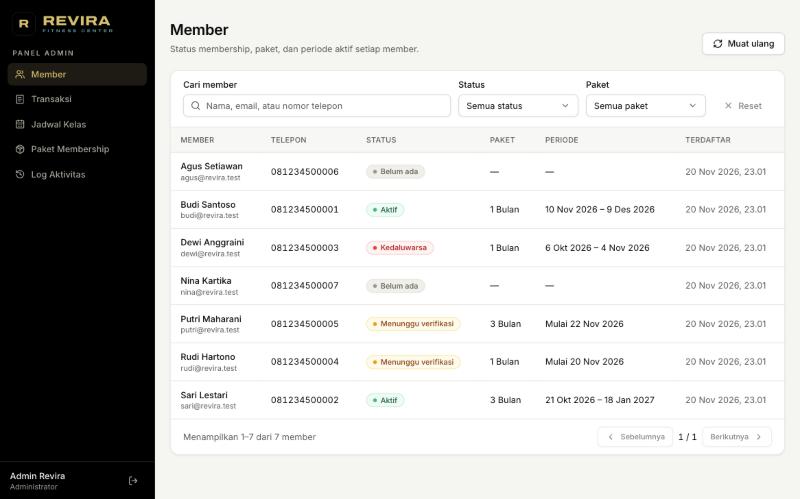 R REVIRA
FITNESS CENTER
PANEL ADMIN
Member
Transaksi
Jadwal Kelas
Paket Membership
Log Aktivitas
Admin Revira
Administrator
Member
Status membership, paket, dan periode aktif setiap member.
Muat ulang
Cari member Status Paket
Nama, email, atau nomor telepon Semua status Semua paket Reset
MEMBER TELEPON STATUS PAKET PERIODE TERDAFTAR
Agus Setiawan 081234500006 Belum ada — — 20 Nov 2026, 23.01
agus@revira.test
Budi Santoso 081234500001 Aktif 1 Bulan 10 Nov 2026 – 9 Des 2026 20 Nov 2026, 23.01
budi@revira.test
Dewi Anggraini 081234500003 Kedaluwarsa 1 Bulan 6 Okt 2026 – 4 Nov 2026 20 Nov 2026, 23.01
dewi@revira.test
Nina Kartika 081234500007 Belum ada — — 20 Nov 2026, 23.01
nina@revira.test
Putri Maharani 081234500005 Menunggu verifikasi 3 Bulan Mulai 22 Nov 2026 20 Nov 2026, 23.01
putri@revira.test
Rudi Hartono 081234500004 Menunggu verifikasi 1 Bulan Mulai 20 Nov 2026 20 Nov 2026, 23.01
rudi@revira.test
Sari Lestari 081234500002 Aktif 3 Bulan 21 Okt 2026 – 18 Jan 2027 20 Nov 2026, 23.01
sari@revira.test
Menampilkan 1–7 dari 7 member Sebelumnya 1 / 1 Berikutnya